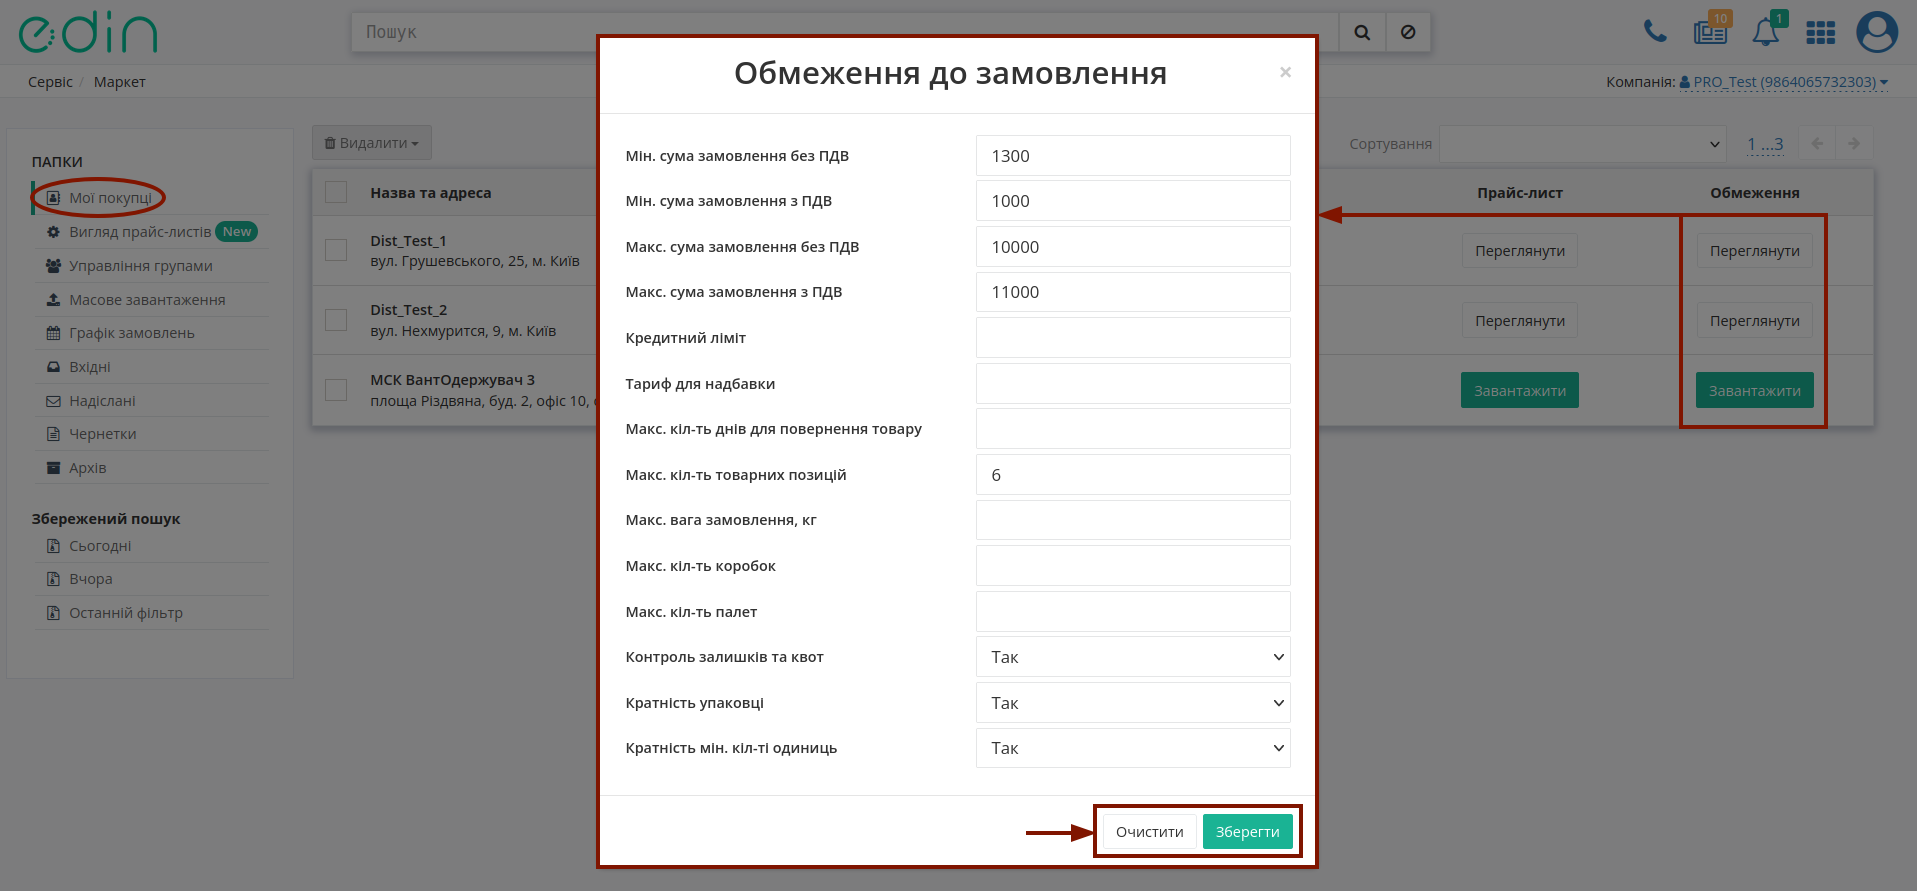 edin
Пошук
10
1
Сервіс / Маркет
Компанія: PRO_Test (9864065732303)
ПАПКИ
Мої покупці
Вигляд прайс-листів New
Управління групами
Масове завантаження
Графік замовлень
Вхідні
Надіслані
Чернетки
Архів
Збережений пошук
Сьогодні
Вчора
Останній фільтр
Видалити
Сортування
1 ...3
Назва та адреса
Прайс-лист
Обмеження
Dist_Test_1
вул. Грушевського, 25, м. Київ
Переглянути
Переглянути
Dist_Test_2
вул. Нехмурится, 9, м. Київ
Переглянути
Переглянути
МСК ВантОдержувач 3
площа Різдвяна, буд. 2, офіс 10,
Завантажити
Завантажити
Обмеження до замовлення
×
Мін. сума замовлення без ПДВ 1300
Мін. сума замовлення з ПДВ 1000
Макс. сума замовлення без ПДВ 10000
Макс. сума замовлення з ПДВ 11000
Кредитний ліміт
Тариф для надбавки
Макс. кіл-ть днів для повернення товару
Макс. кіл-ть товарних позицій 6
Макс. вага замовлення, кг
Макс. кіл-ть коробок
Макс. кіл-ть палет
Контроль залишків та квот Так
Кратність упаковці Так
Кратність мін. кіл-ті одиниць Так
Очистити
Зберегти